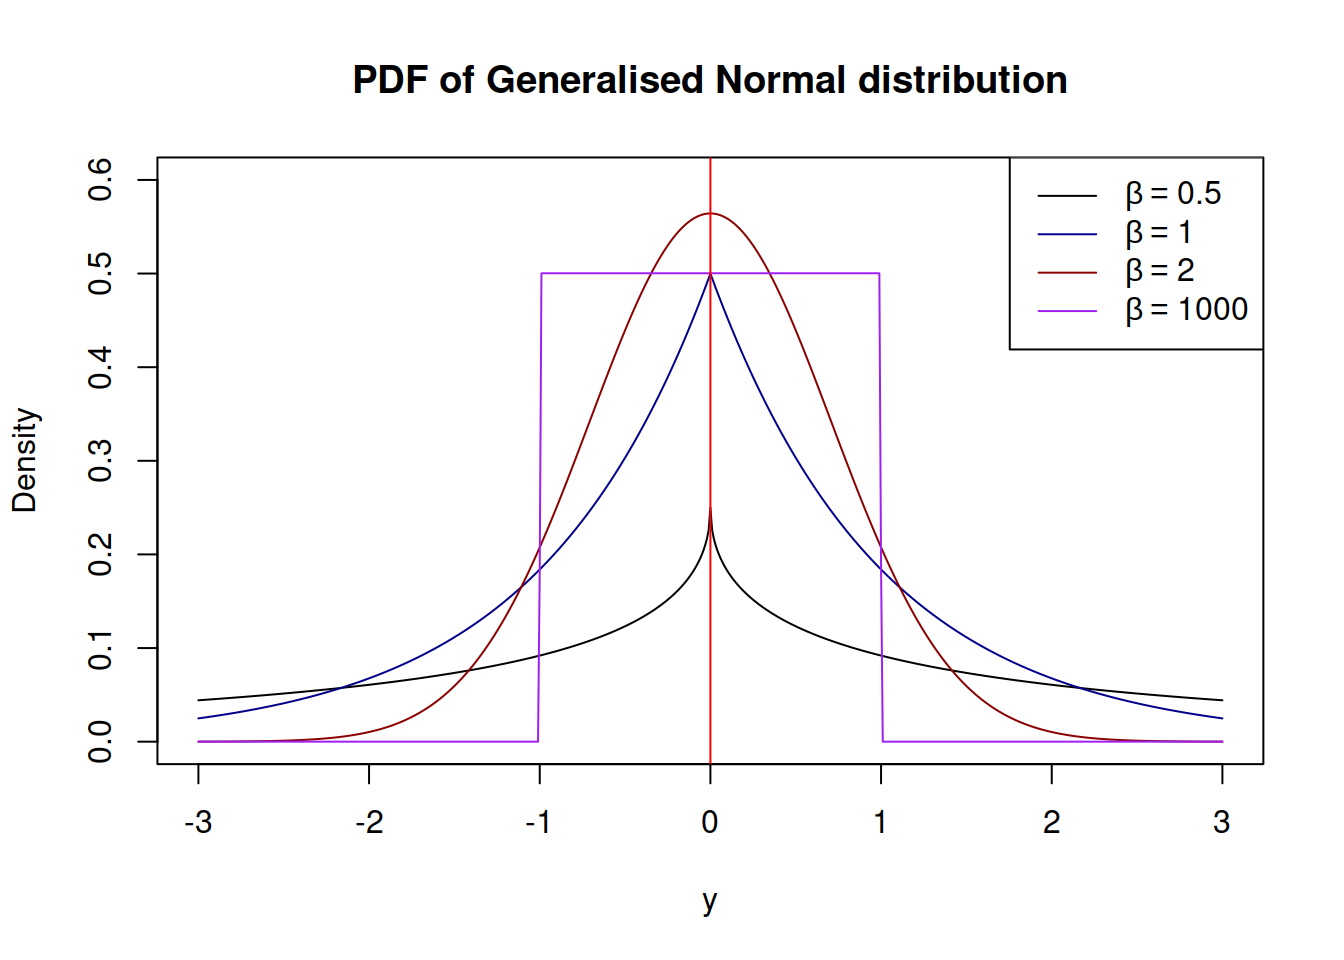 PDF of Generalised Normal distribution
β = 0.5
β = 1
β = 2
β = 1000
0.6
0.5
0.4
0.3
0.2
0.1
0.0
Density
-3 -2 -1 0 1 2 3
y